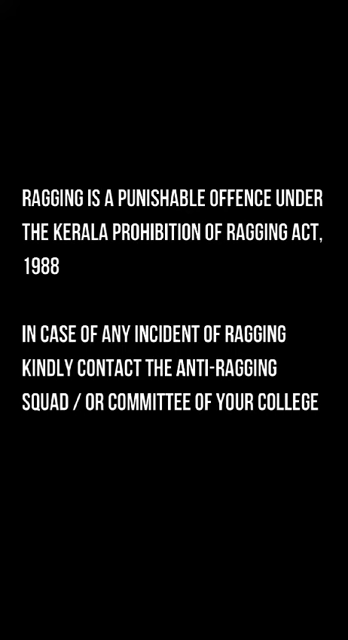 RAGGING IS A PUNISHABLE OFFENCE UNDER
THE KERALA PROHIBITION OF RAGGING ACT,
1988
IN CASE OF ANY INCIDENT OF RAGGING
KINDLY CONTACT THE ANTI-RAGGING
SQUAD / OR COMMITTEE OF YOUR COLLEGE